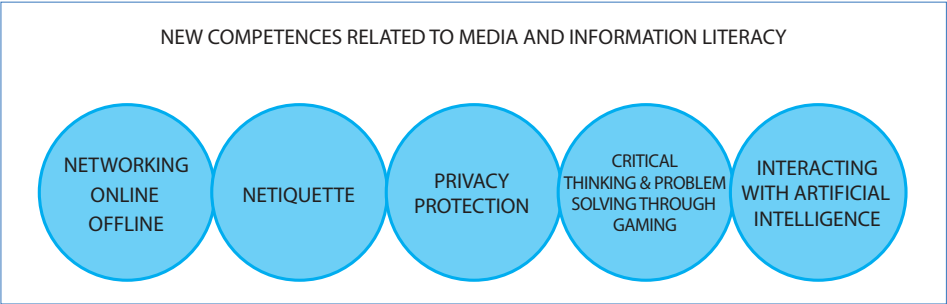 NEW COMPETENCES RELATED TO MEDIA AND INFORMATION LITERACY
NETWORKING
ONLINE
OFFLINE
NETIQUETTE
PRIVACY
PROTECTION
CRITICAL
THINKING & PROBLEM
SOLVING THROUGH
GAMING
INTERACTING
WITH ARTIFICIAL
INTELLIGENCE